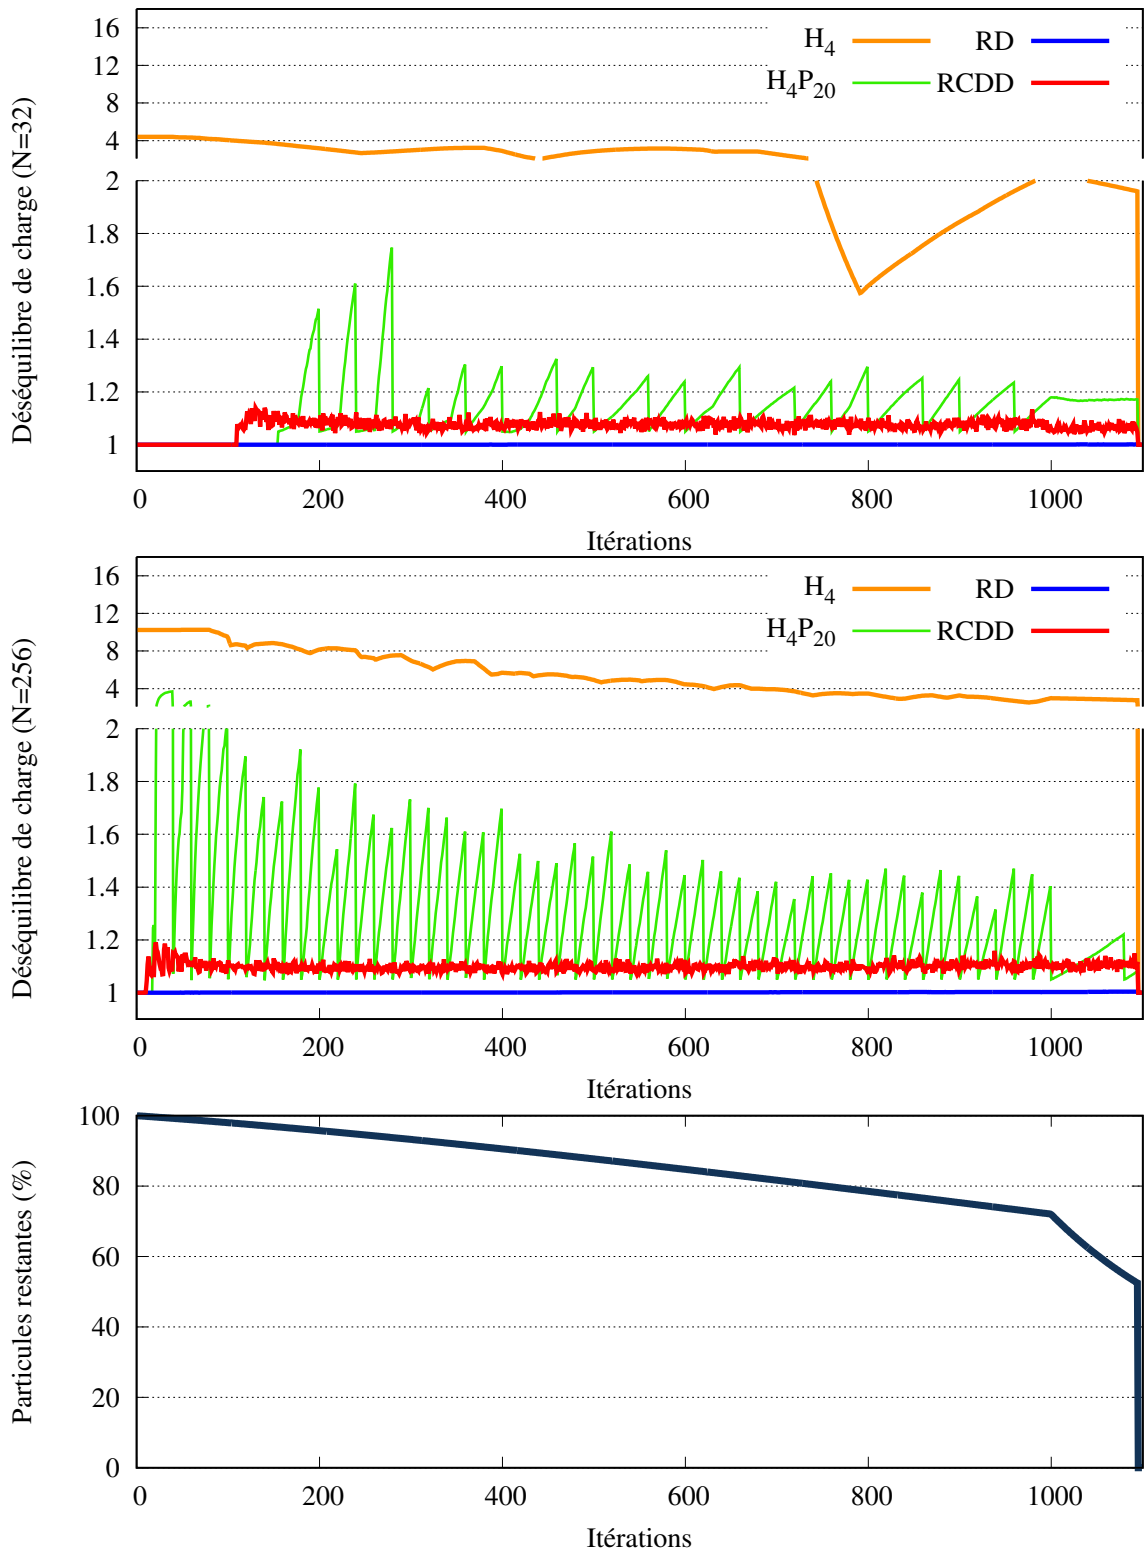 Déséquilibre de charge (N=32)
16
12
8
4
2
1.8
1.6
1.4
1.2
1
H4 RD
H4P20 RCDD
0 200 400 600 800 1000
Itérations
Déséquilibre de charge (N=256)
16
12
8
4
2
1.8
1.6
1.4
1.2
1
H4 RD
H4P20 RCDD
0 200 400 600 800 1000
Itérations
Particules restantes (%)
100
80
60
40
20
0
0 200 400 600 800 1000
Itérations